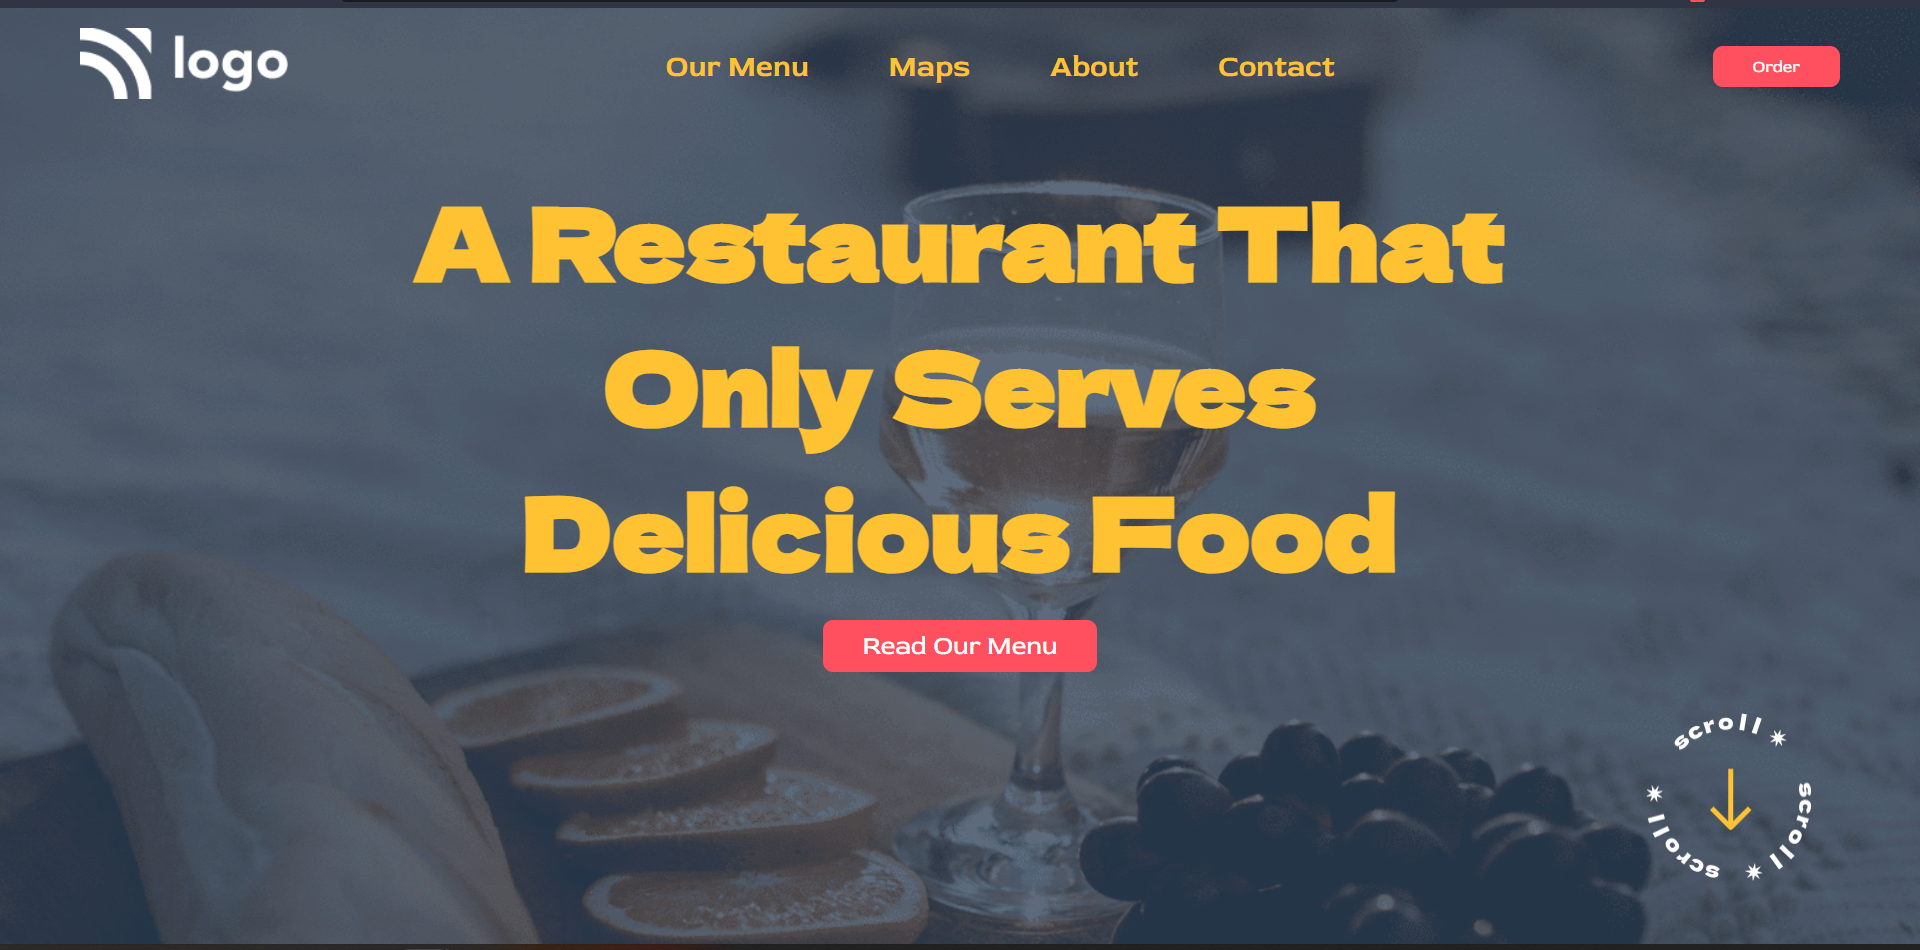 logo
Our Menu Maps About Contact
Order
A Restaurant That
Only Serves
Delicious Food
Read Our Menu
scroll ✷ scroll ✷ scroll ✷